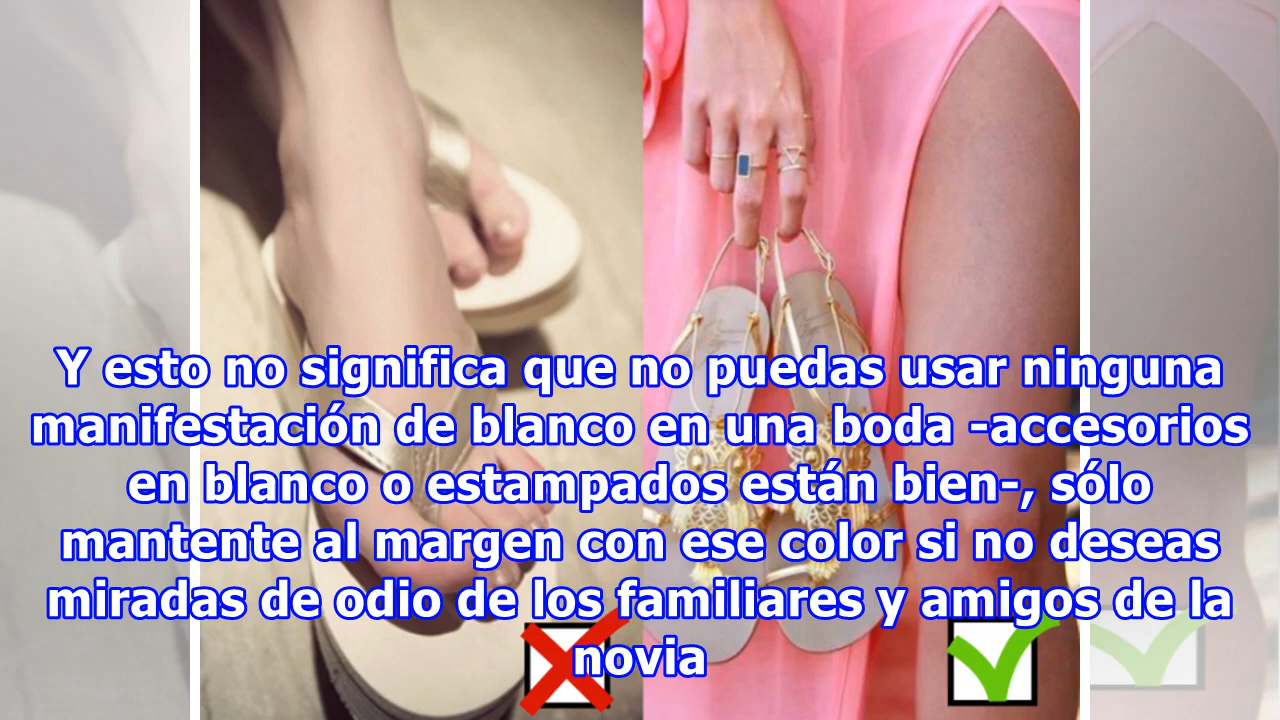 Y esto no significa que no puedas usar ninguna
manifestación de blanco en una boda -accesorios
en blanco o estampados están bien-, sólo
mantente al margen con ese color si no deseas
miradas de odio de los familiares y amigos de la
novia